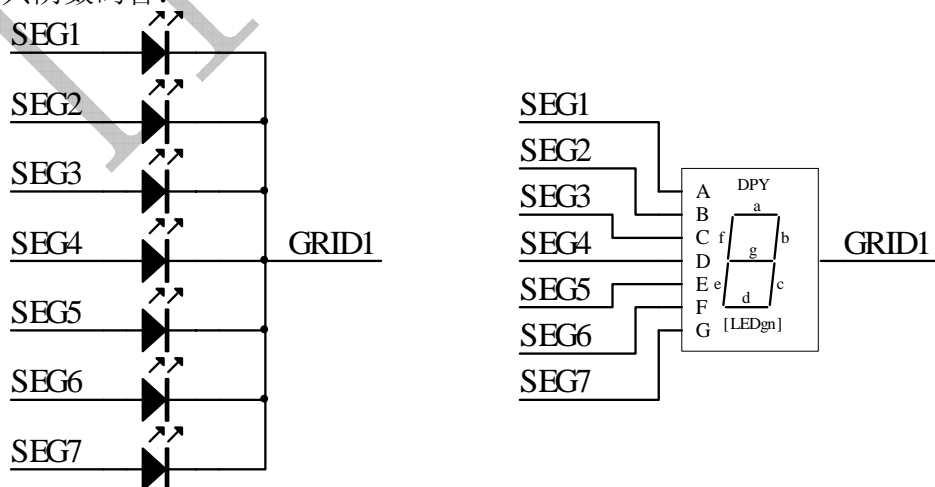 SEG1
SEG2
SEG3
SEG4
SEG5
SEG6
SEG7
GRID1
SEG1
SEG2
SEG3
SEG4
SEG5
SEG6
SEG7
A
B
C
D
E
F
G
DPY
a
f
b
g
e
c
d
[LEDgn]
GRID1